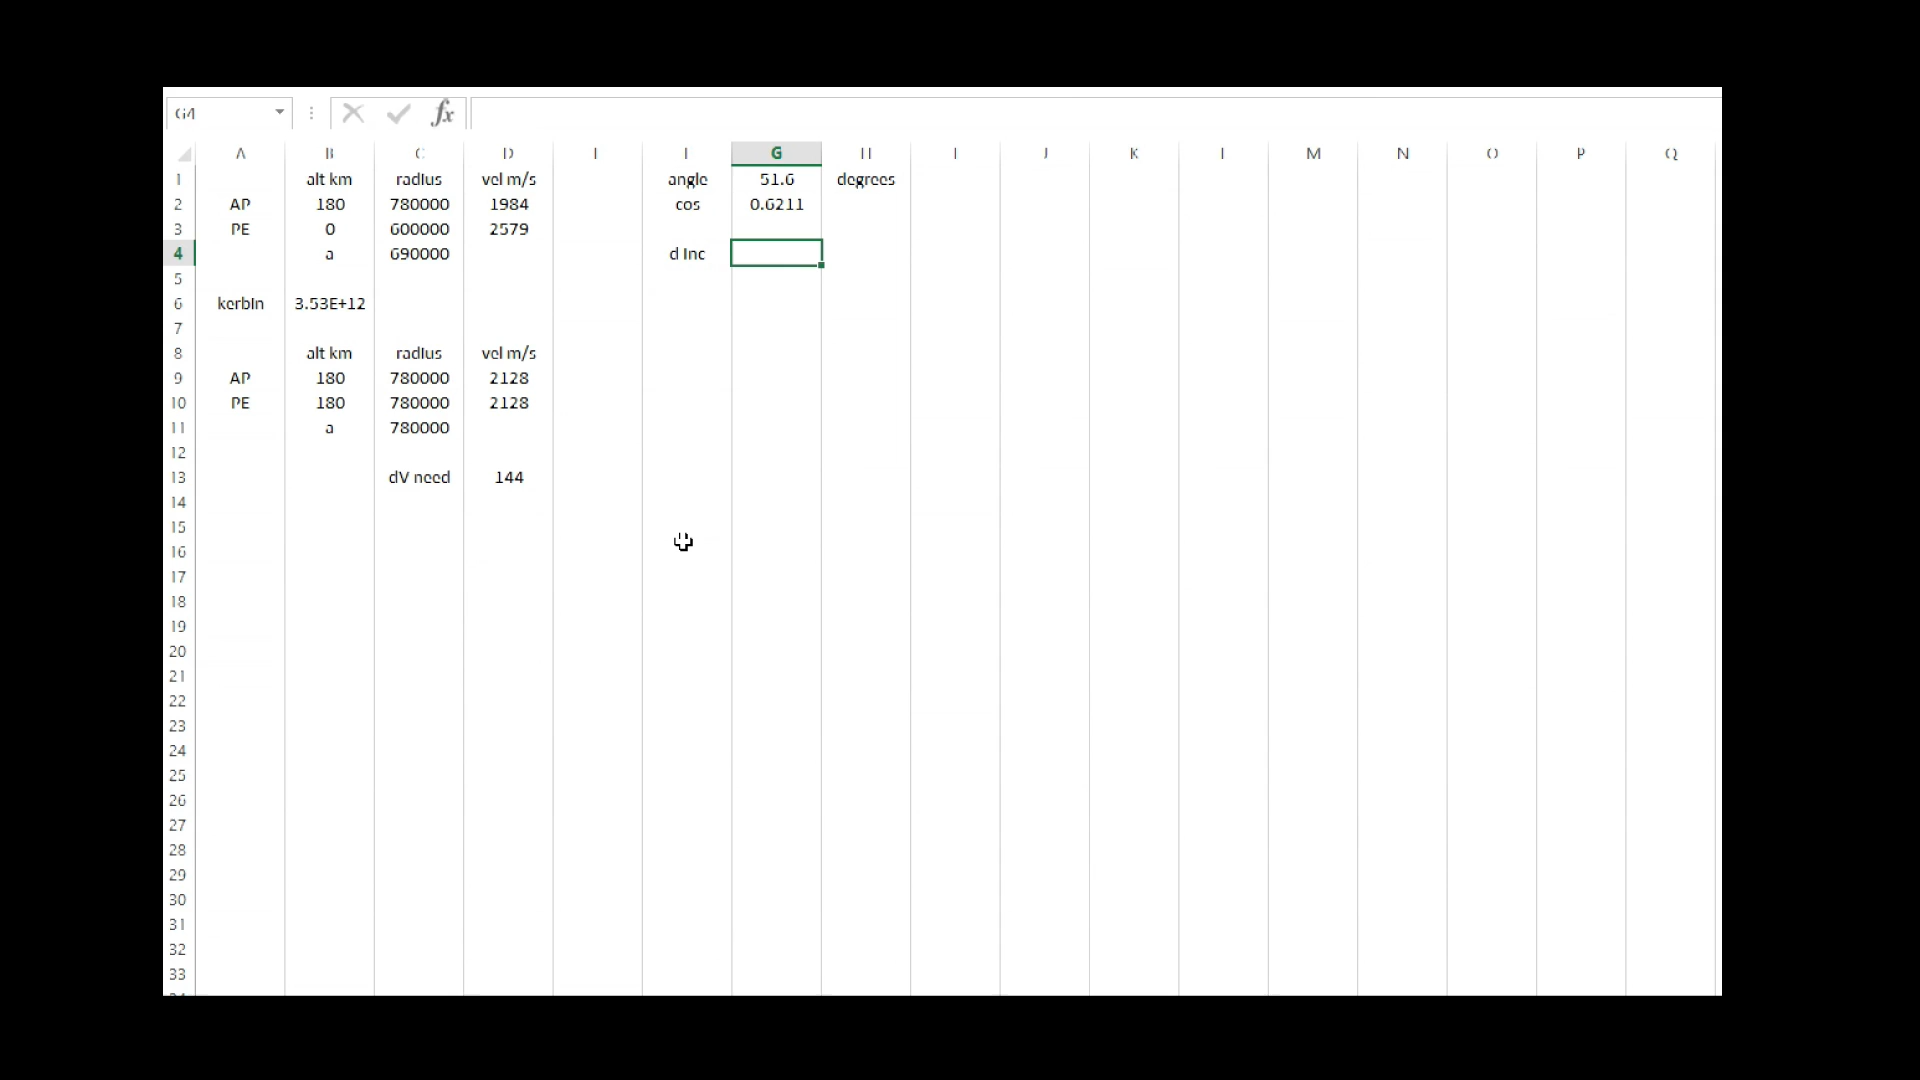 G4 fx
A B C D G H J K M N O P Q
1 alt km radius vel m/s angle 51.6 degrees
2 AP 180 780000 1984 cos 0.6211
3 PE 0 600000 2579
4 a 690000 d Inc
5
6 kerbin 3.53E+12
7
8 alt km radius vel m/s
9 AP 180 780000 2128
10 PE 180 780000 2128
11 a 780000
12
13 dV need 144
14
15
16
17
18
19
20
21
22
23
24
25
26
27
28
29
30
31
32
33